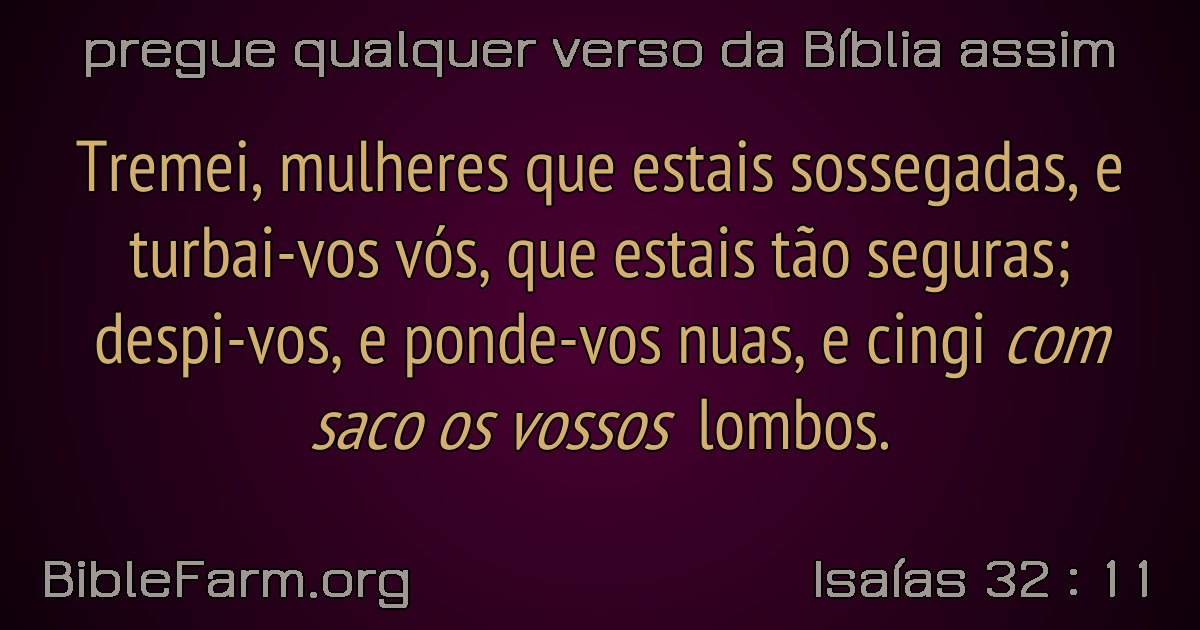 pregue qualquer verso da Bíblia assim
Tremei, mulheres que estais sossegadas, e
turbai-vos vós, que estais tão seguras;
despi-vos, e ponde-vos nuas, e cingi com
saco os vossos lombos.
BibleFarm.org
Isaías 32 : 11